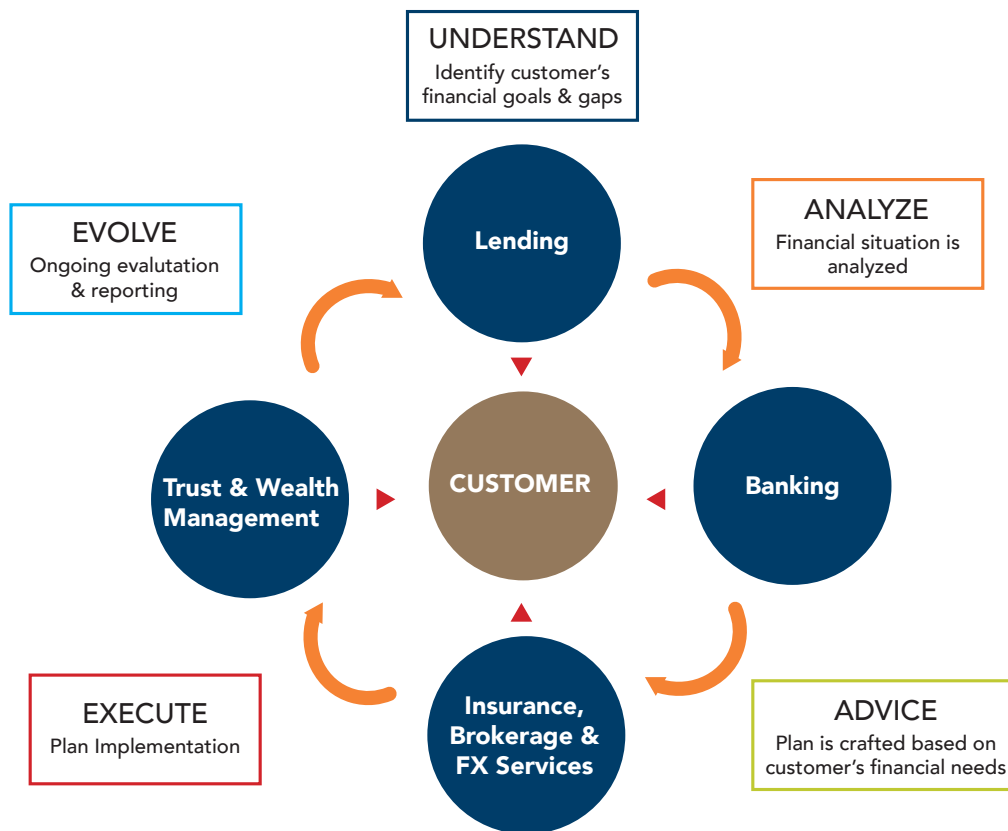 UNDERSTAND
Identify customer's
financial goals & gaps
EVOLVE
Ongoing evalutation
& reporting
Lending
ANALYZE
Financial situation is
analyzed
Trust & Wealth
Management
CUSTOMER
Banking
EXECUTE
Plan Implementation
Insurance,
Brokerage &
FX Services
ADVICE
Plan is crafted based on
customer's financial needs